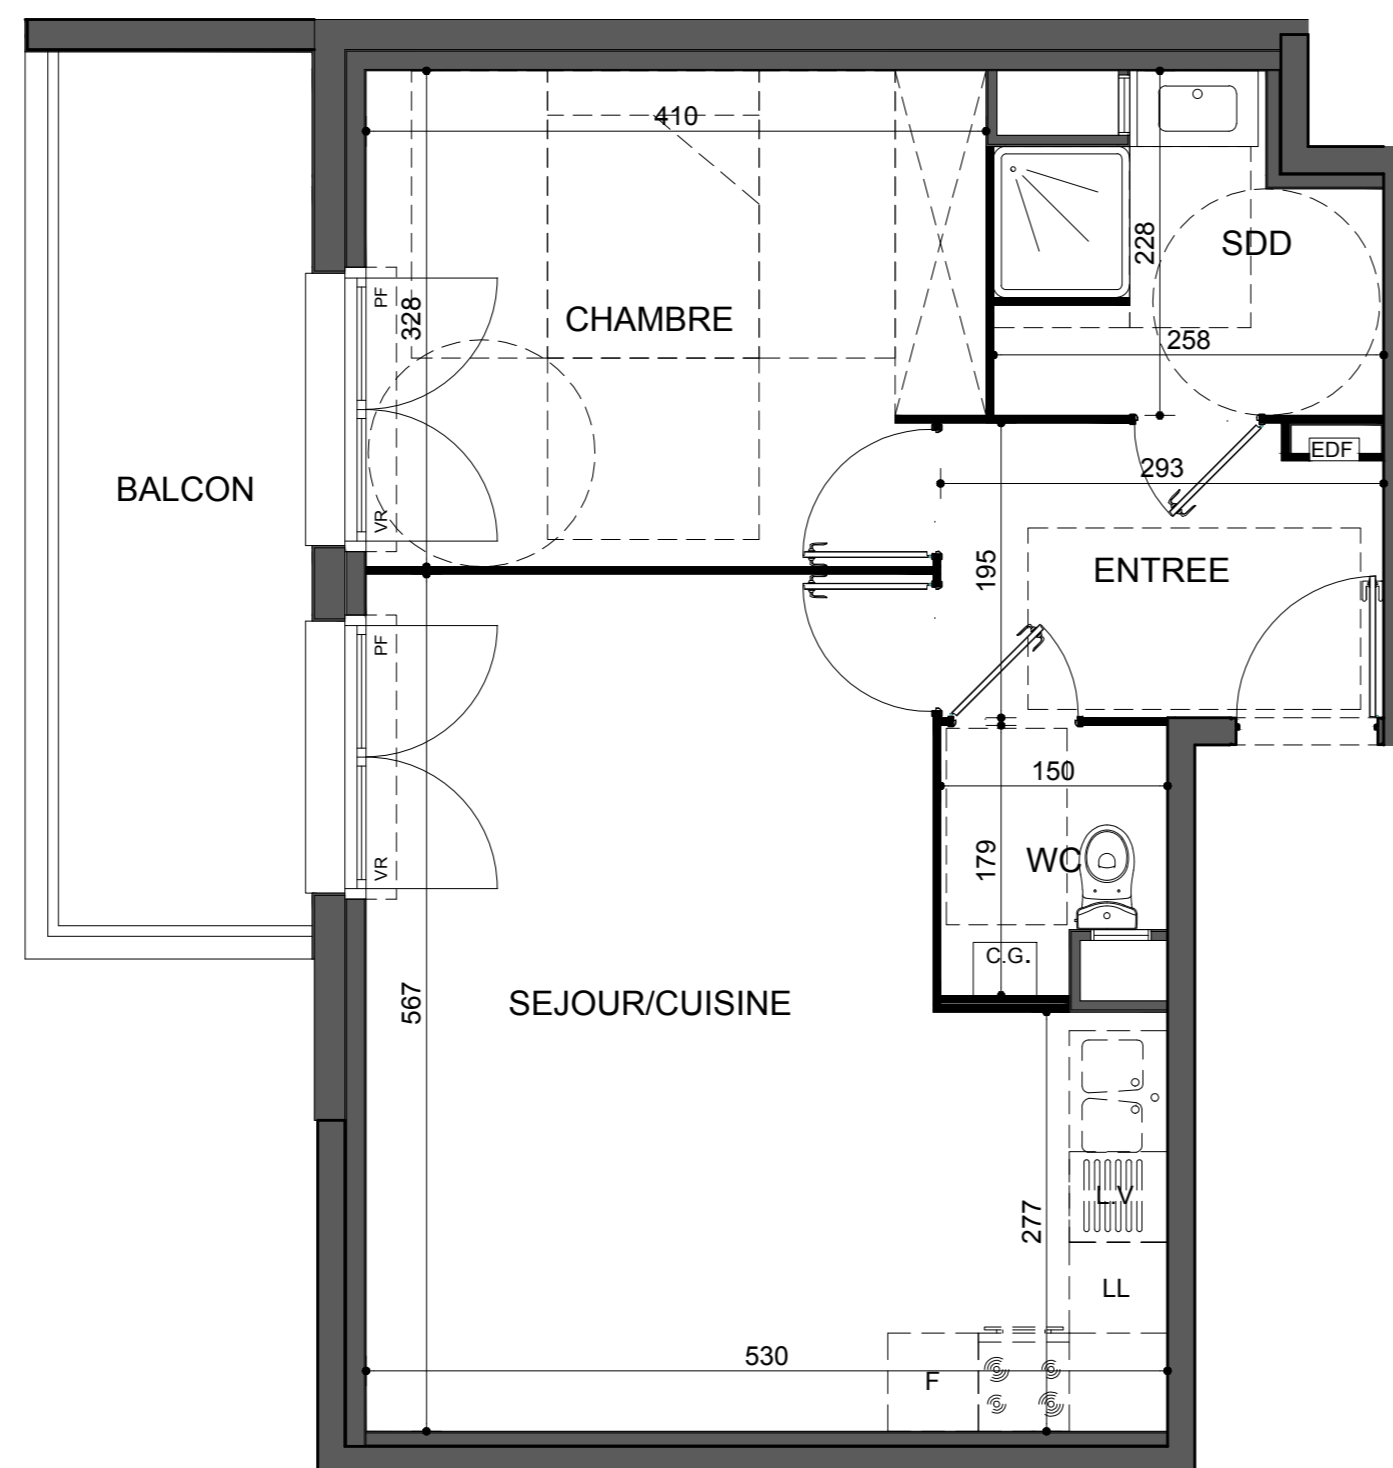 410
228
SDD
PF
328
CHAMBRE
258
EDF
293
BALCON
VR
195
ENTREE
PF
150
VR
179
WC
C.G.
567
SEJOUR/CUISINE
L.V
277
LL
530
F